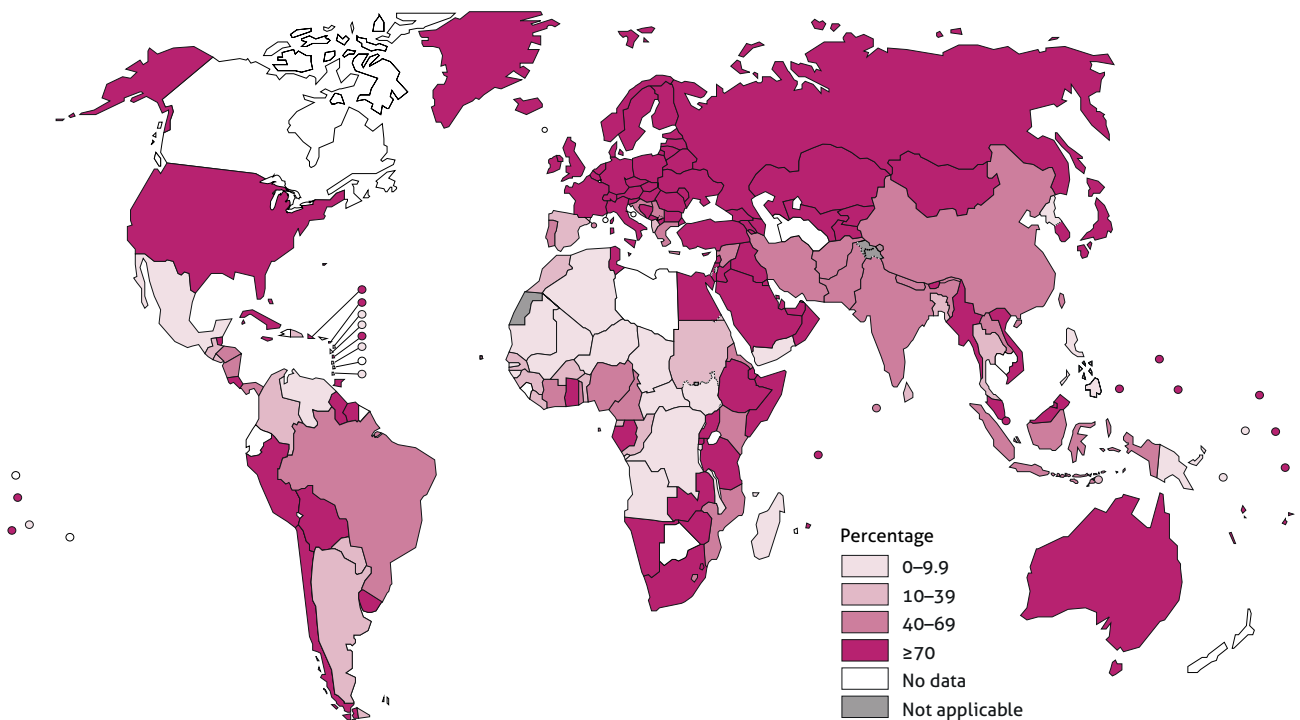 Percentage
0–9.9
10–39
40–69
≥70
No data
Not applicable